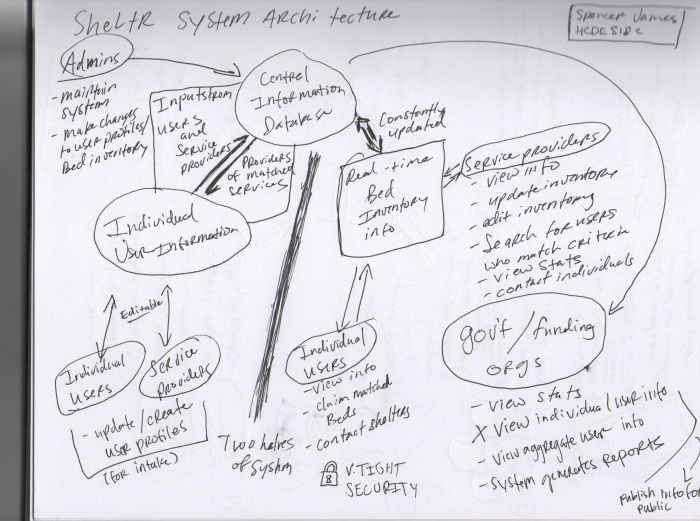 SheltR System Architecture
Spencer James
HCDE 518 C
Admins
- maintain
system
- make changes
to user profiles/
Bed inventory
Central
Information
Database
Inputs from
users
and
Service
providers
Providers
of matched
services
Individual
User Information
Editable
Individual
Users
Service
Providers
- update/create
user profiles
(for intake)
Two halves
of System
Constantly
updated
Real-time
Bed
Inventory
info
Individual
users
- view info
- claim matched
Beds
- contact shelters
V. TIGHT
SECURITY
Service providers
- view info
- update inventory
- edit inventory
- Search for users
who match criteria
- view stats
- contact individuals
gov't/funding
orgs
- view stats
X view individual user info
- view aggregate user info
- system generates reports
publish info for
public